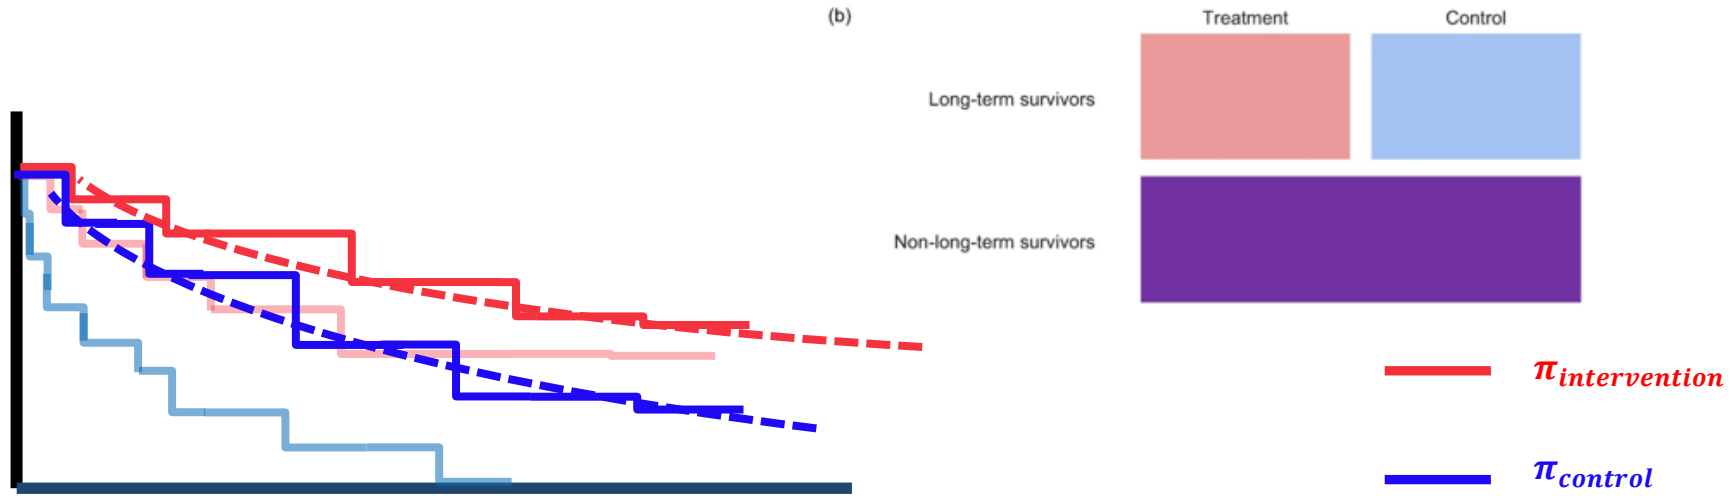 (b)
Treatment Control
Long-term survivors
Non-long-term survivors
π_intervention
π_control